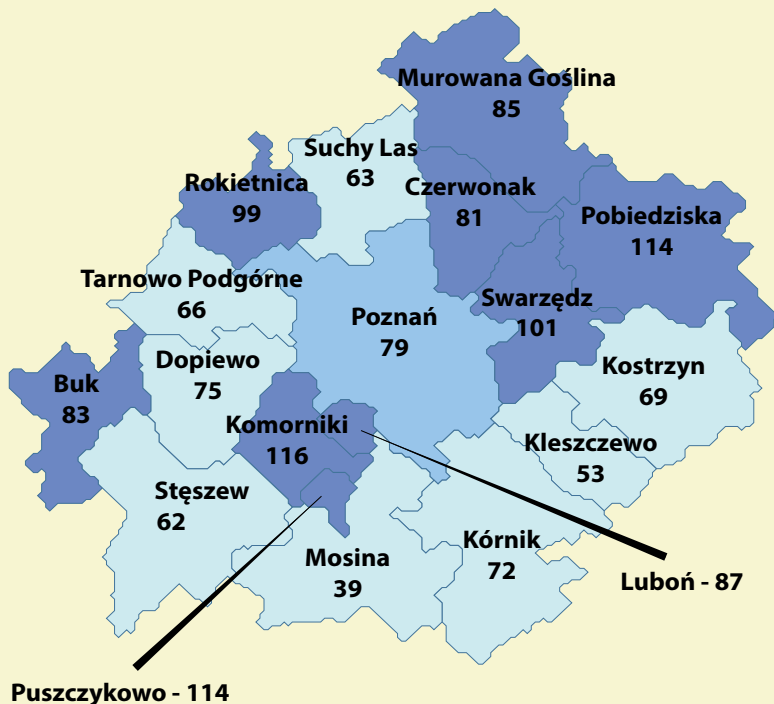 Murowana Goślina
85
Suchy Las
63
Rokietnica
99
Czerwonak
81
Pobiedziska
114
Tarnowo Podgórne
66
Swarzędz
101
Poznań
79
Dopiewo
75
Kostrzyn
69
Buk
83
Komorniki
116
Kleszczewo
53
Stęszew
62
Kórnik
72
Mosina
39
Luboń - 87
Puszczykowo - 114